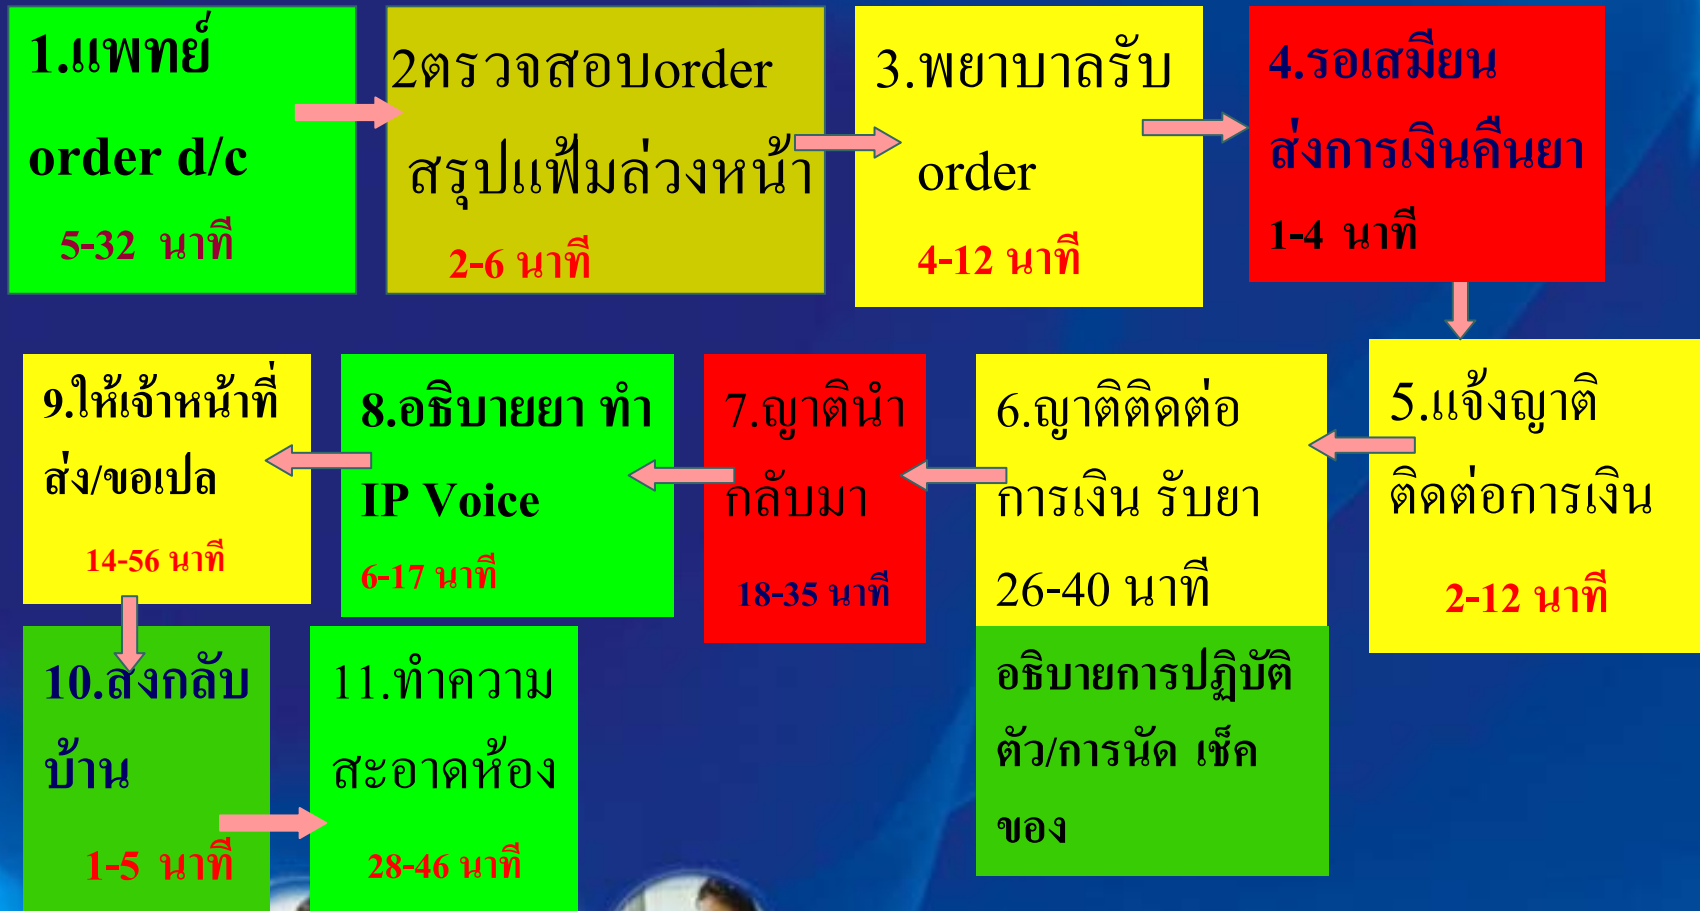 1.แพทย์
order d/c
5-32 นาที
2ตรวจสอบorder
สรุปแฟ้มล่วงหน้า
2-6 นาที
3.พยาบาลรับ
order
4-12 นาที
4.รอเสมียน
ส่งการเงินคืนยา
1-4 นาที
5.แจ้งญาติ
ติดต่อการเงิน
2-12 นาที
6.ญาติติดต่อ
การเงิน รับยา
26-40 นาที
อธิบายการปฏิบัติ
ตัว/การนัด เช็ค
ของ
7.ญาตินำ
กลับมา
18-35 นาที
8.อธิบายยา ทำ
IP Voice
6-17 นาที
9.ให้เจ้าหน้าที่
ส่ง/ขอเปล
14-56 นาที
10.ส่งกลับ
บ้าน
1-5 นาที
11.ทำความ
สะอาดห้อง
28-46 นาที